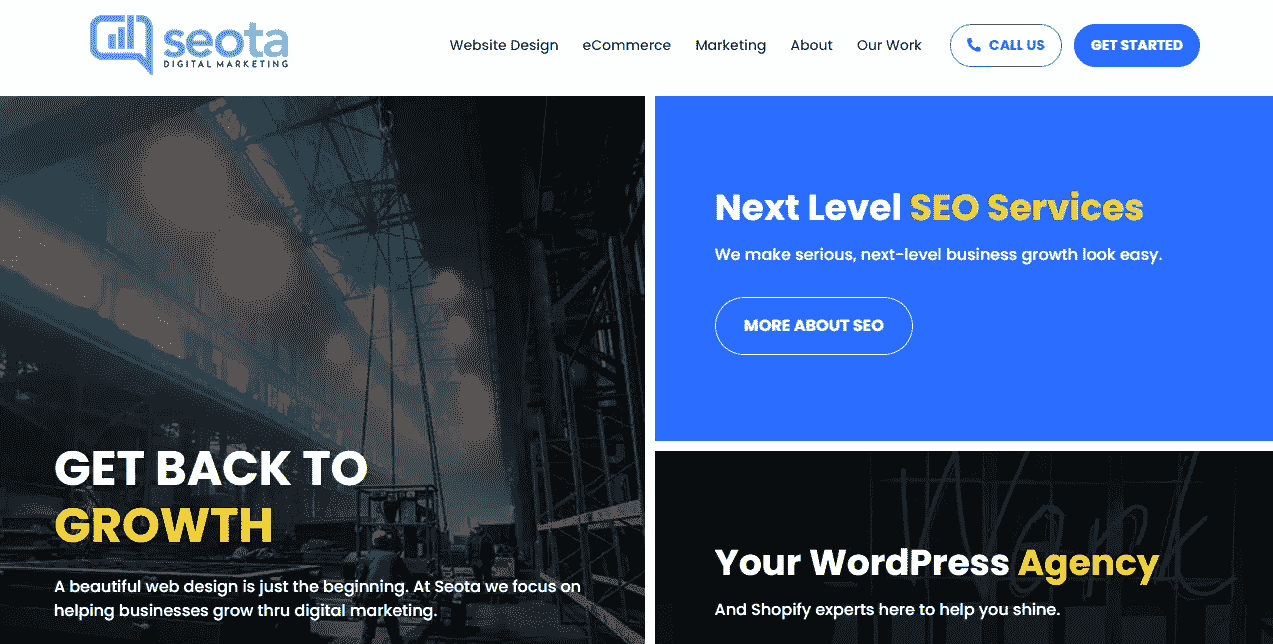 seota
DIGITAL MARKETING
Website Design
eCommerce
Marketing
About
Our Work
CALL US
GET STARTED
GET BACK TO
GROWTH
A beautiful web design is just the beginning. At Seota we focus on
helping businesses grow thru digital marketing.
Next Level SEO Services
We make serious, next-level business growth look easy.
MORE ABOUT SEO
Work
Your WordPress Agency
And Shopify experts here to help you shine.